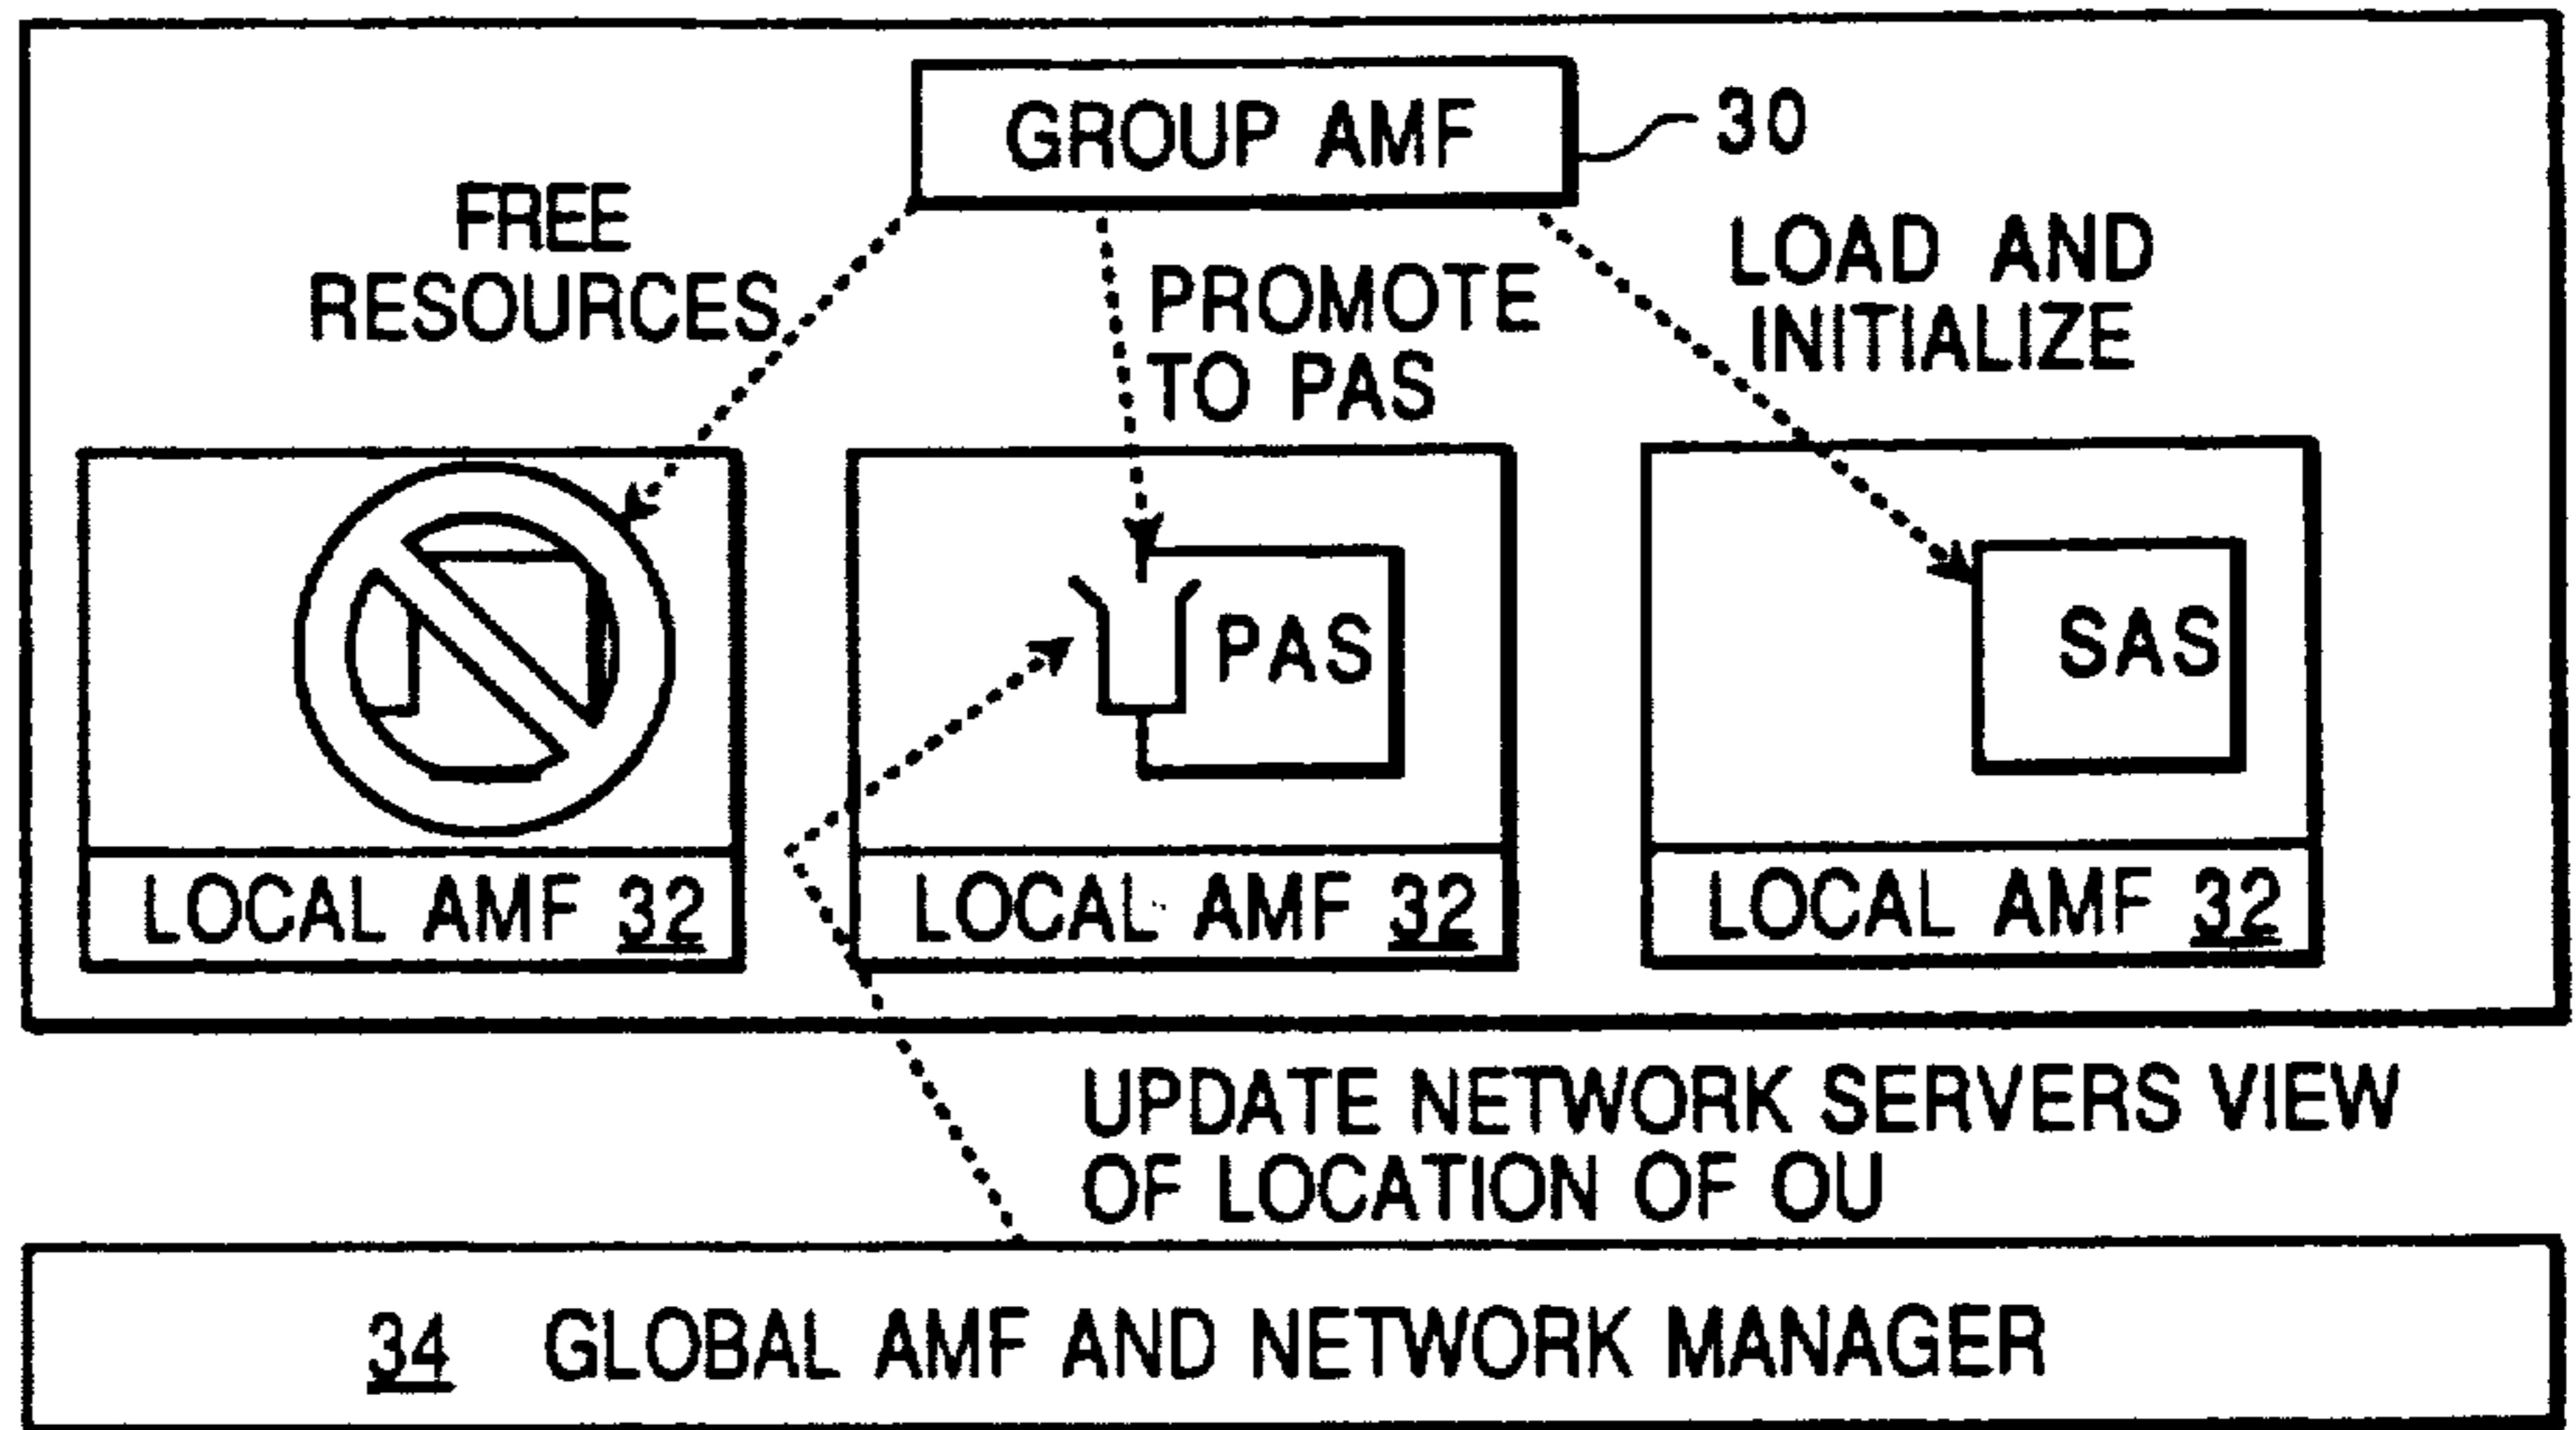 GROUP AMF
30
FREE
RESOURCES
PROMOTE
TO PAS
LOAD AND
INITIALIZE
PAS
SAS
LOCAL AMF 32
LOCAL AMF 32
LOCAL AMF 32
UPDATE NETWORK SERVERS VIEW
OF LOCATION OF OU
34 GLOBAL AMF AND NETWORK MANAGER